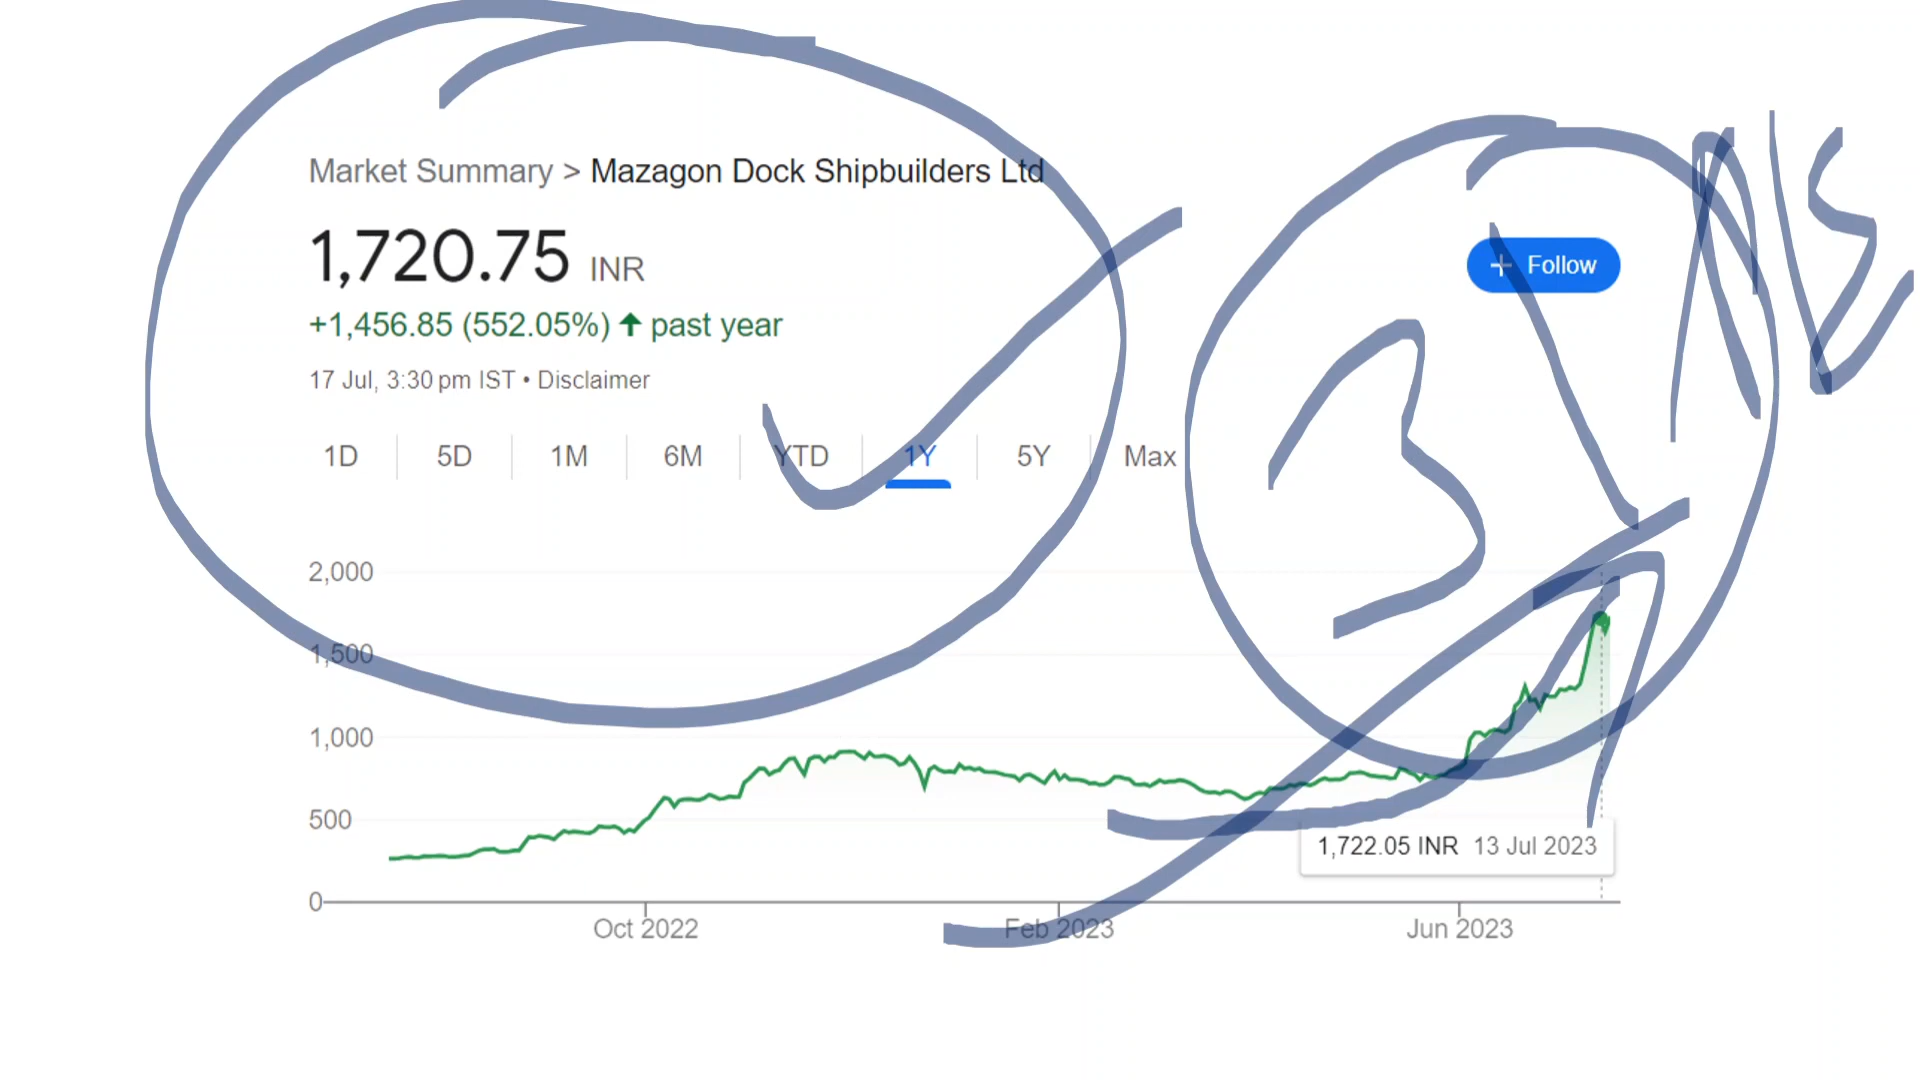 Market Summary > Mazagon Dock Shipbuilders Ltd
1,720.75 INR
+ Follow
+1,456.85 (552.05%) ↑ past year
17 Jul, 3:30 pm IST • Disclaimer
1D 5D 1M 6M YTD 1Y 5Y Max
3
2,000
1,500
1,000
500
1,722.05 INR 13 Jul 2023
0
Oct 2022 Feb 2023 Jun 2023